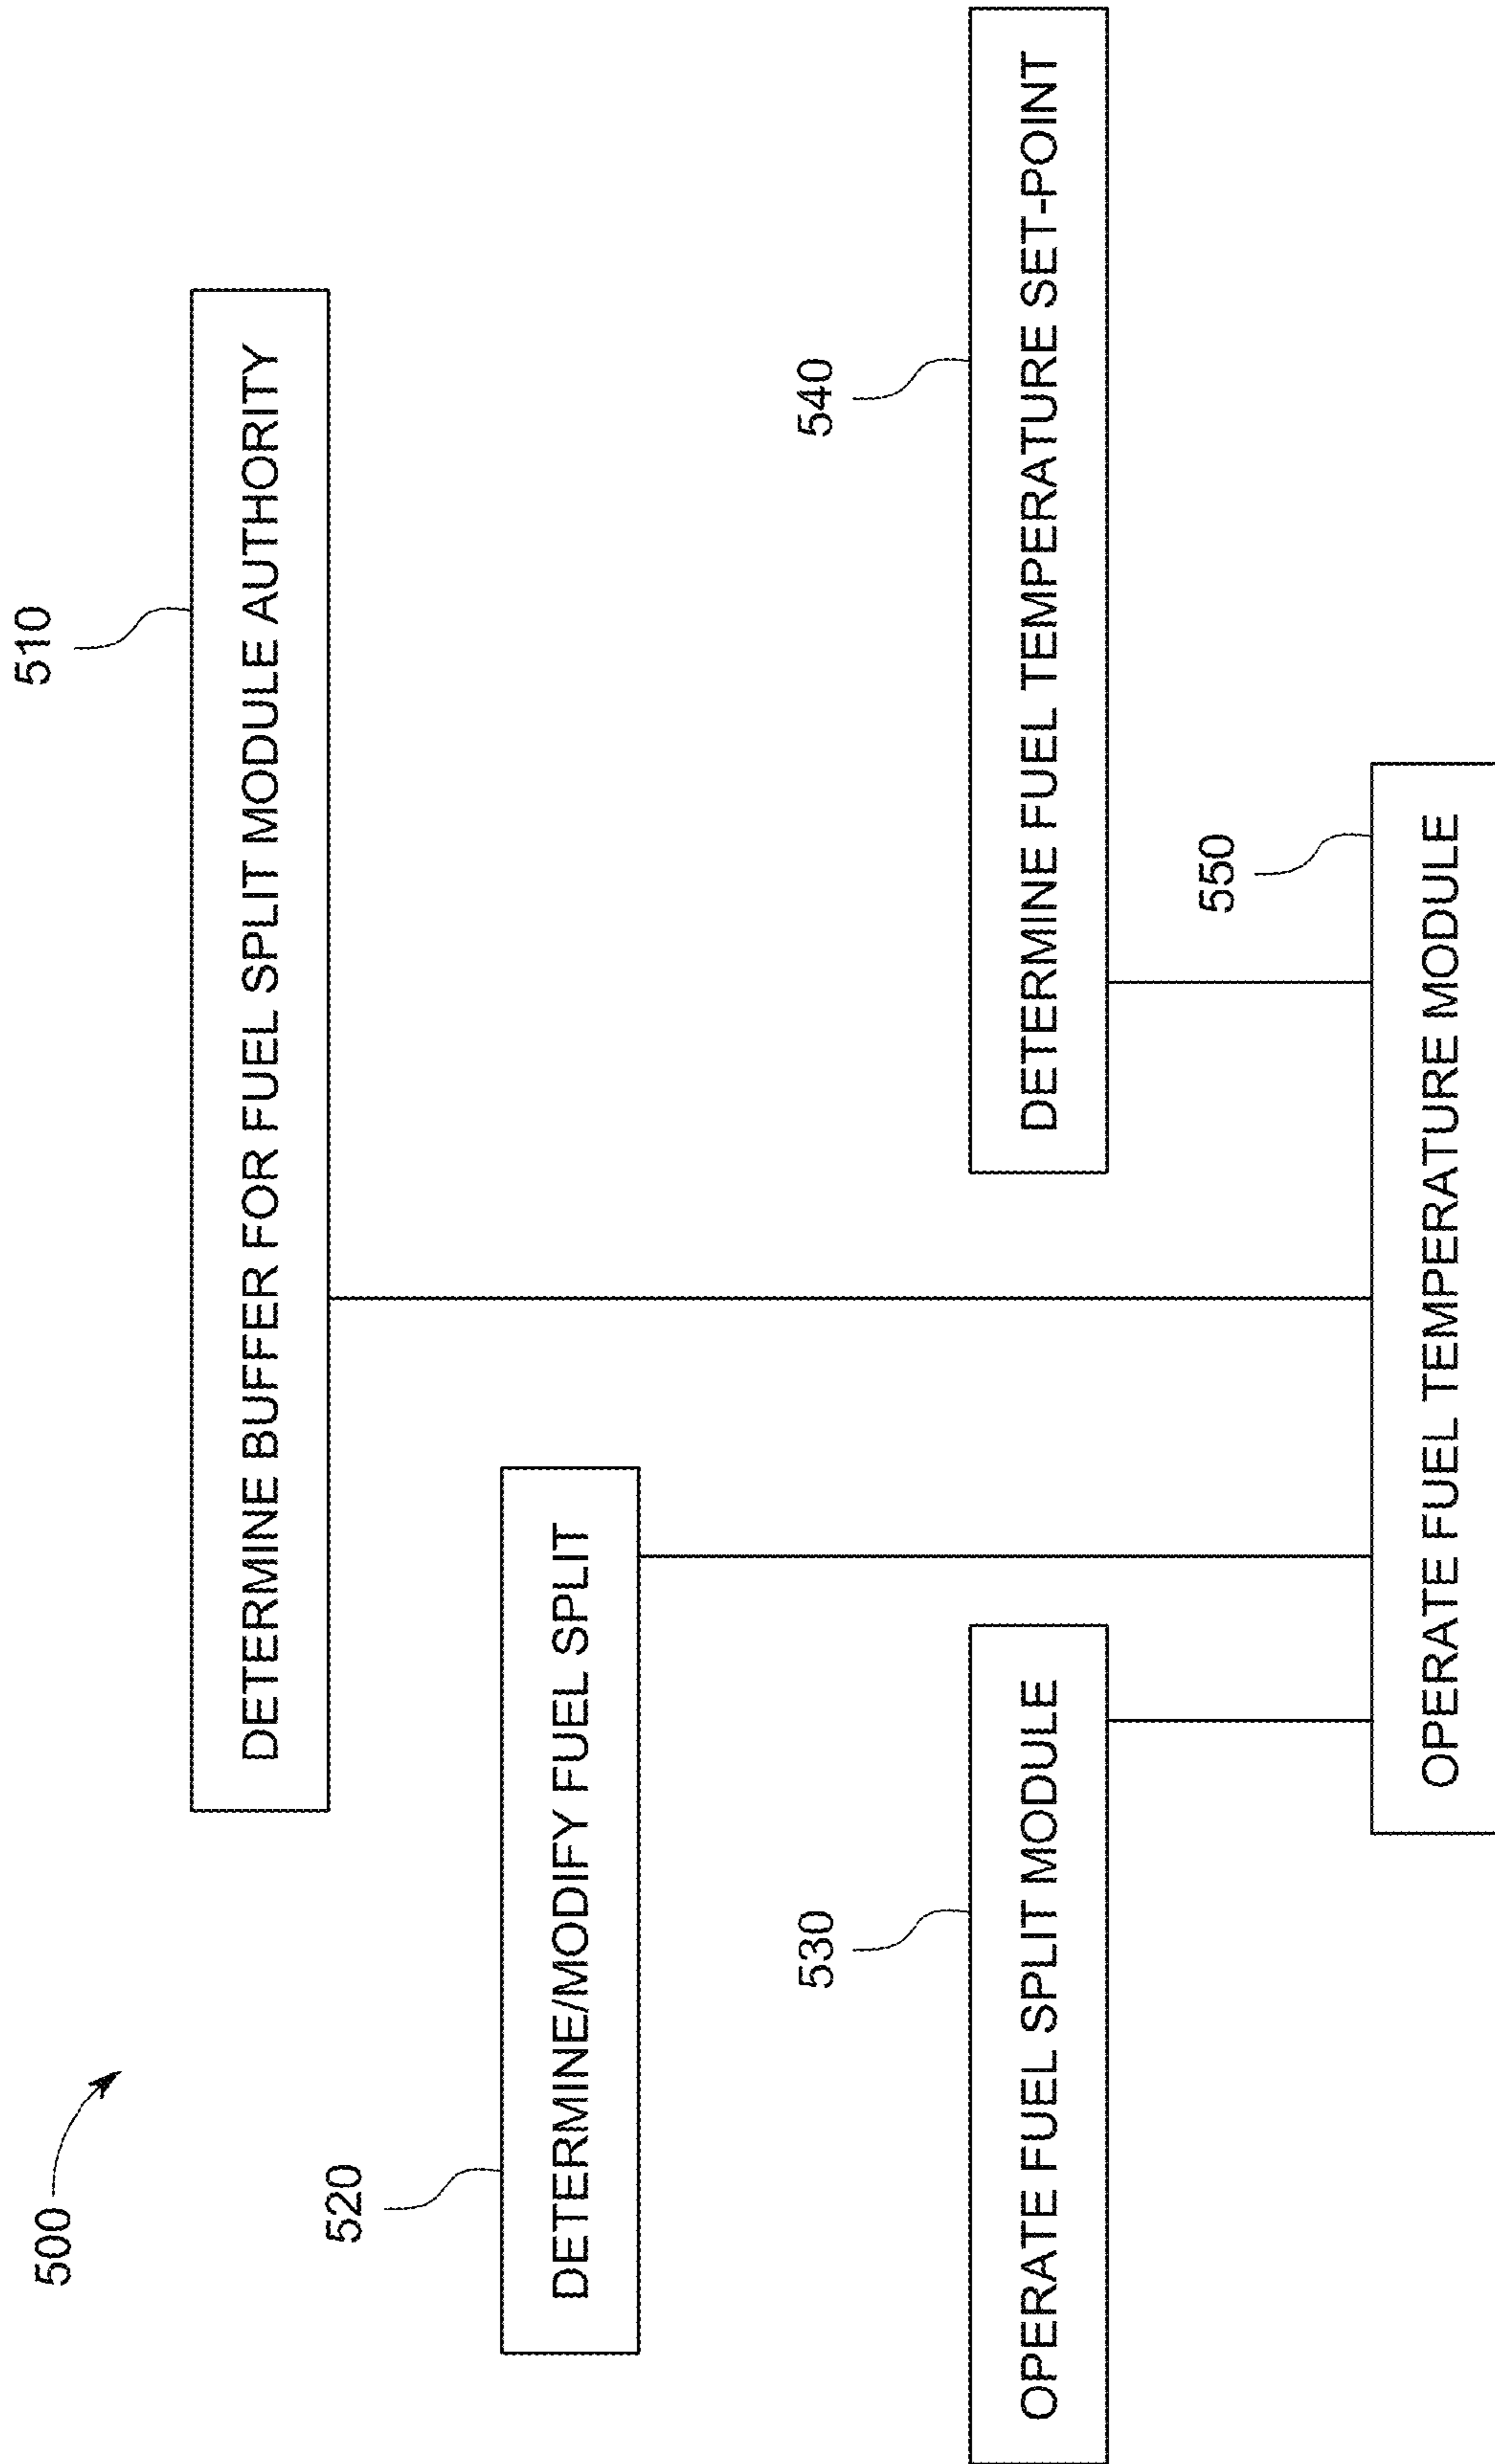 500
510
DETERMINE BUFFER FOR FUEL SPLIT MODULE AUTHORITY
520
DETERMINE/MODIFY FUEL SPLIT
530
OPERATE FUEL SPLIT MODULE
540
DETERMINE FUEL TEMPERATURE SET-POINT
550
OPERATE FUEL TEMPERATURE MODULE